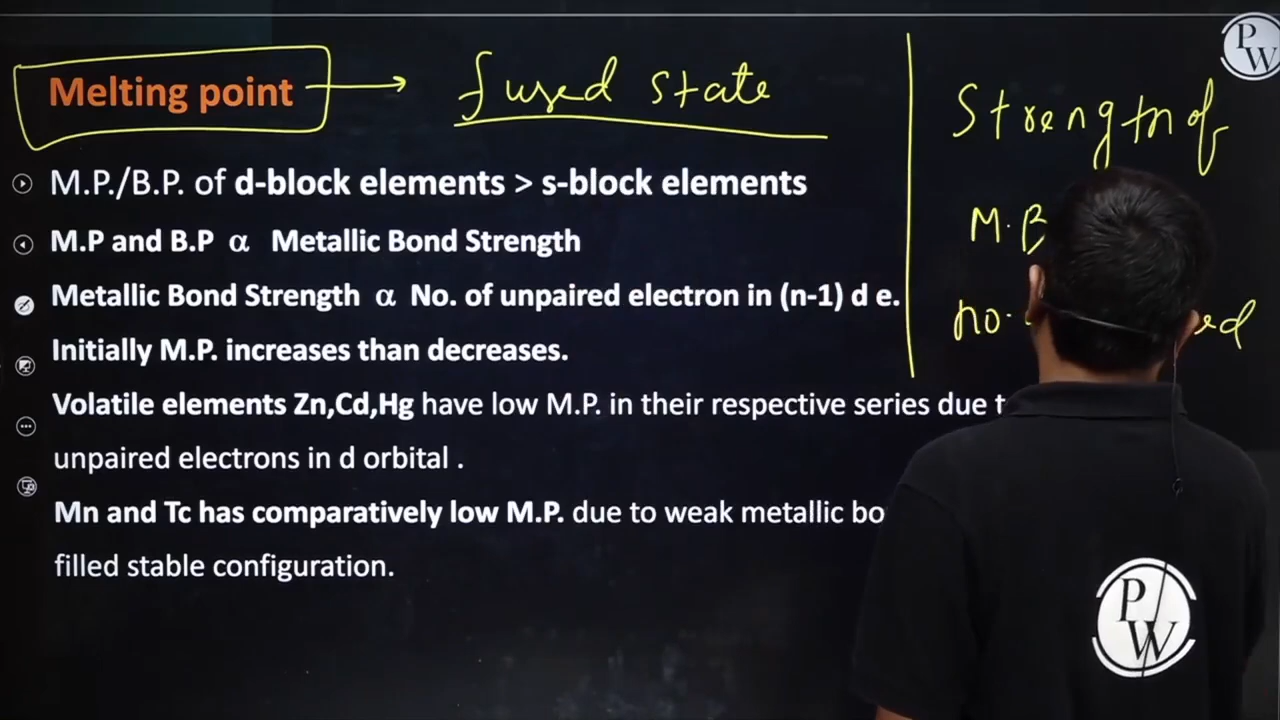 Melting point → fused state
M.P./B.P. of d-block elements > s-block elements
M.P and B.P α Metallic Bond Strength
Metallic Bond Strength α No. of unpaired electron in (n-1) d e.
Initially M.P. increases than decreases.
Volatile elements Zn,Cd,Hg have low M.P. in their respective series due
unpaired electrons in d orbital .
Mn and Tc has comparatively low M.P. due to weak metallic
filled stable configuration.
Strength of
M.B
no.
PW
PW